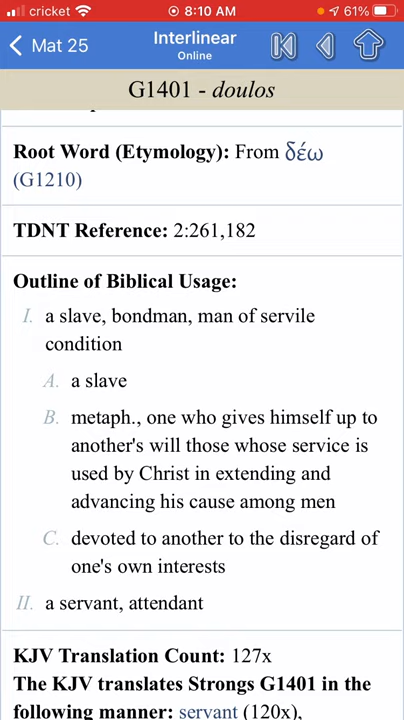 cricket 8:10 AM 61%
Mat 25 Interlinear
Online
G1401 - doulos
Root Word (Etymology): From δέω
(G1210)
TDNT Reference: 2:261,182
Outline of Biblical Usage:
I. a slave, bondman, man of servile
condition
A. a slave
B. metaph., one who gives himself up to
another's will those whose service is
used by Christ in extending and
advancing his cause among men
C. devoted to another to the disregard of
one's own interests
II. a servant, attendant
KJV Translation Count: 127x
The KJV translates Strongs G1401 in the
following manner: servant (120x),